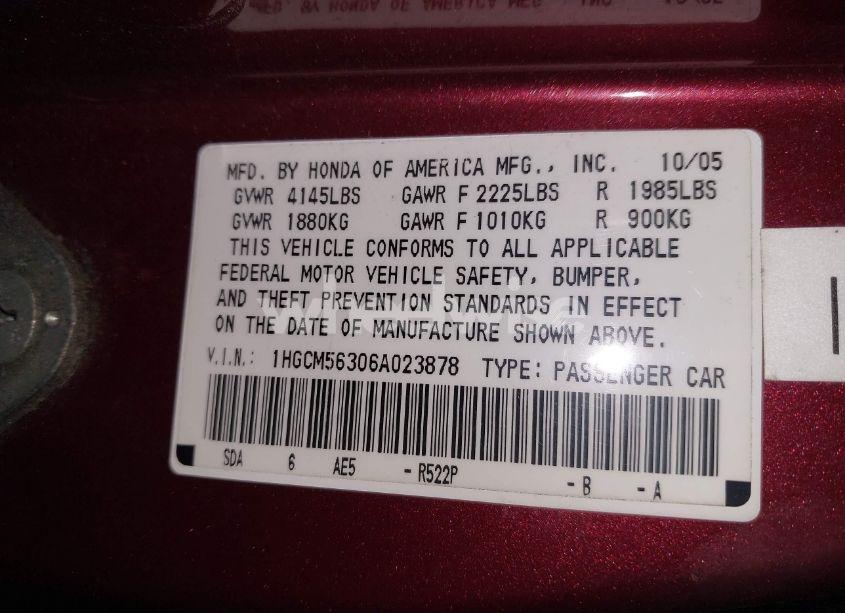 MFD. BY HONDA OF AMERICA MFG., INC. 10/05
GVWR 4145LBS GAWR F 2225LBS R 1985LBS
GVWR 1880KG GAWR F 1010KG R 900KG
THIS VEHICLE CONFORMS TO ALL APPLICABLE
FEDERAL MOTOR VEHICLE SAFETY, BUMPER,
AND THEFT PREVENTION STANDARDS IN EFFECT
ON THE DATE OF MANUFACTURE SHOWN ABOVE.
V.I.N.: 1HGCM56306A023878 TYPE: PASSENGER CAR
SDA 6 AE5 - R522P - B - A